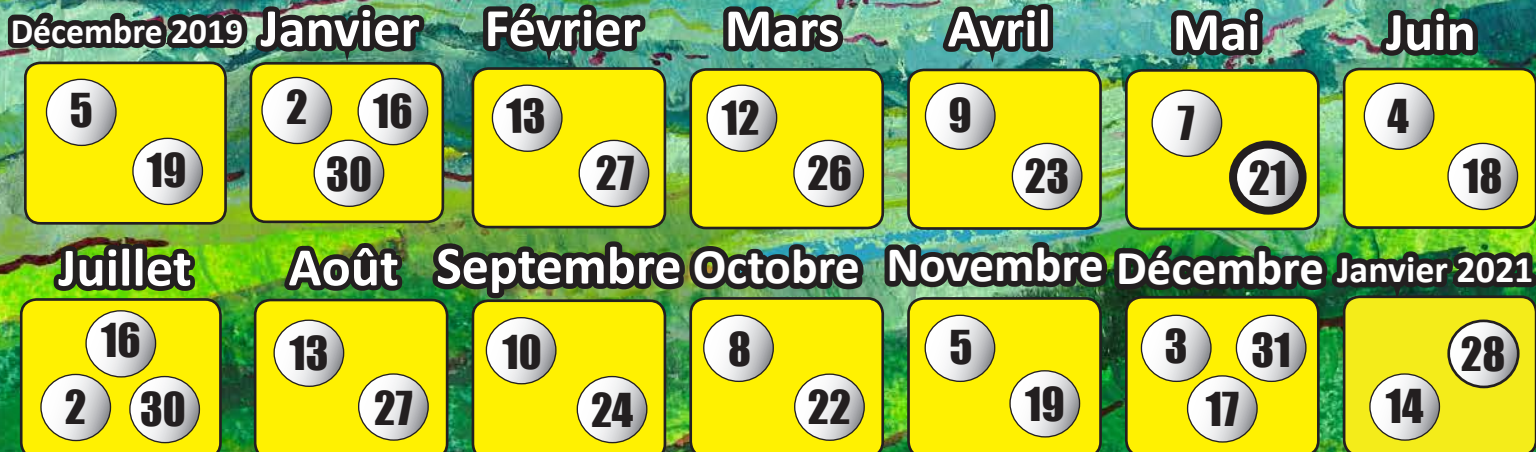 Décembre 2019 Janvier Février Mars Avril Mai Juin
5 2 16 13 12 9 7 4
19 30 27 26 23 21 18
Juillet Août Septembre Octobre Novembre Décembre Janvier 2021
16 13 10 8 5 3 31 28
2 30 27 24 22 19 17 14